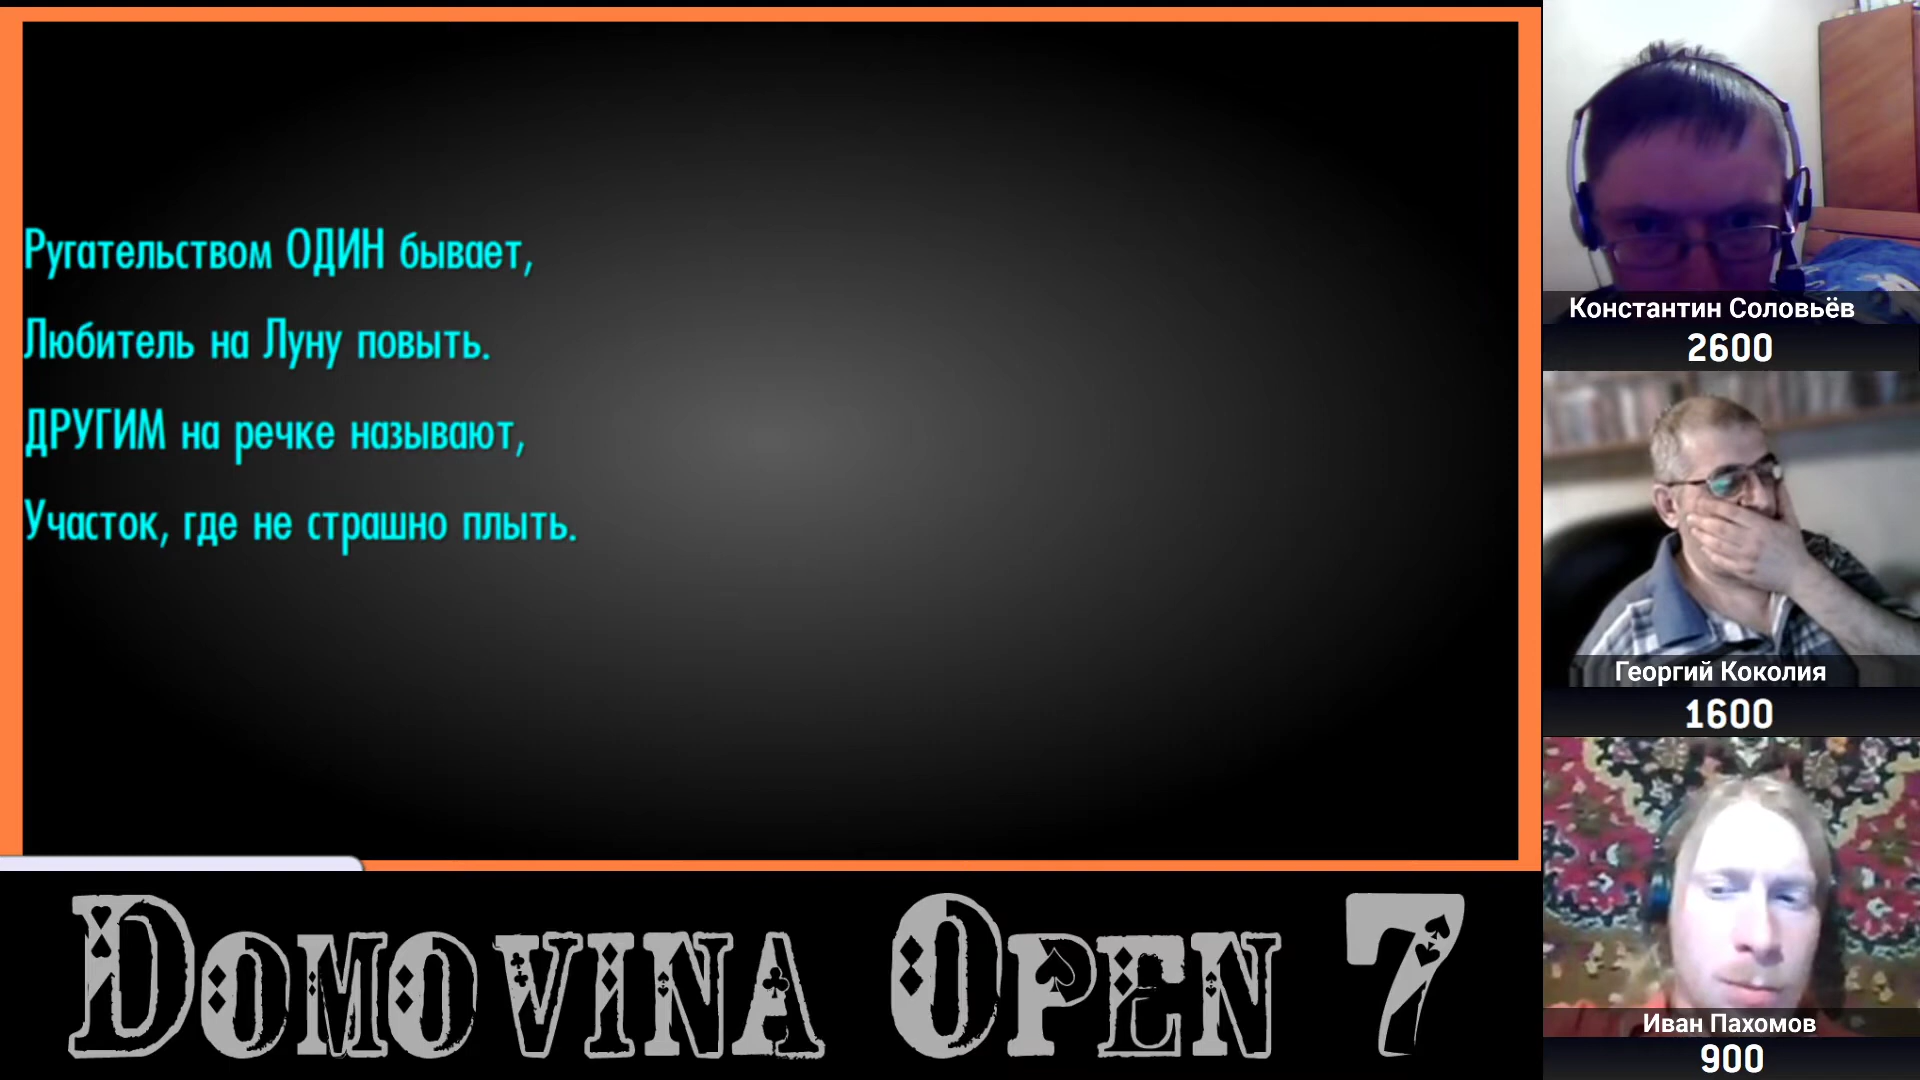 Ругательством ОДИН бывает,
Любитель на Луну повыть.
ДРУГИМ на речке называют,
Участок, где не страшно плыть.
Константин Соловьёв
2600
Георгий Коколия
1600
Иван Пахомов
900
DOMOVINA OPEN 7